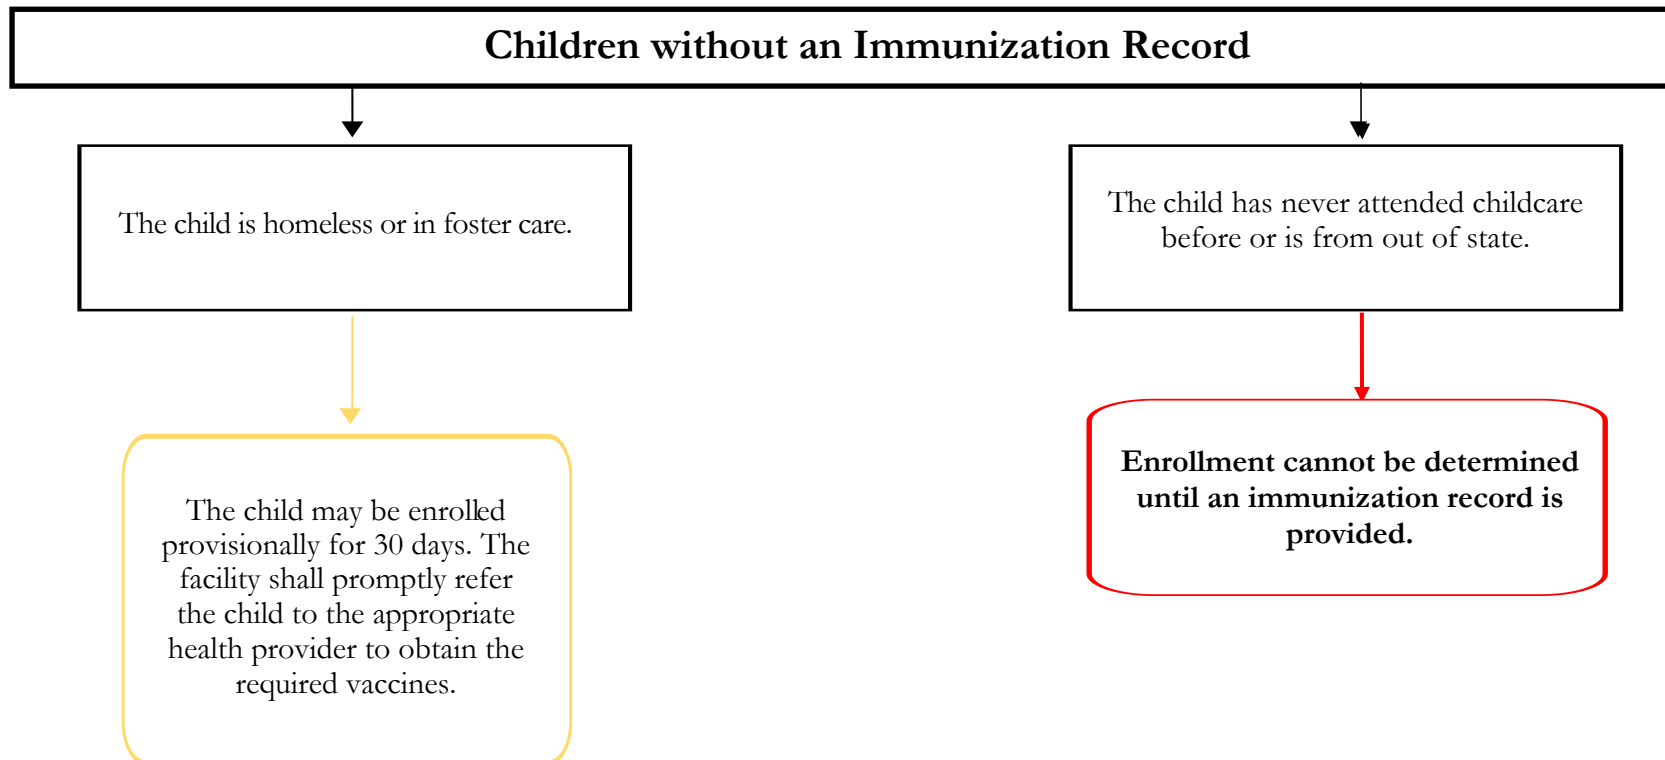 Children without an Immunization Record
The child is homeless or in foster care.
The child has never attended childcare
before or is from out of state.
The child may be enrolled
provisionally for 30 days. The
facility shall promptly refer
the child to the appropriate
health provider to obtain the
required vaccines.
Enrollment cannot be determined
until an immunization record is
provided.